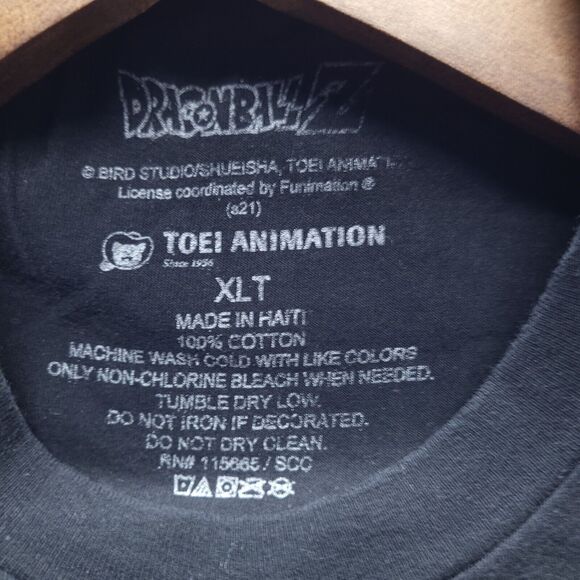 DRAGONBALL Z
© BIRD STUDIO/SHUEISHA, TOEI ANIMATION
License coordinated by Funimation ®
(s21)
TOEI ANIMATION
Since 1956
XLT
MADE IN HAITI
100% COTTON
MACHINE WASH COLD WITH LIKE COLORS
ONLY NON-CHLORINE BLEACH WHEN NEEDED.
TUMBLE DRY LOW.
DO NOT IRON IF DECORATED.
DO NOT DRY CLEAN.
RN# 115665 / SCC